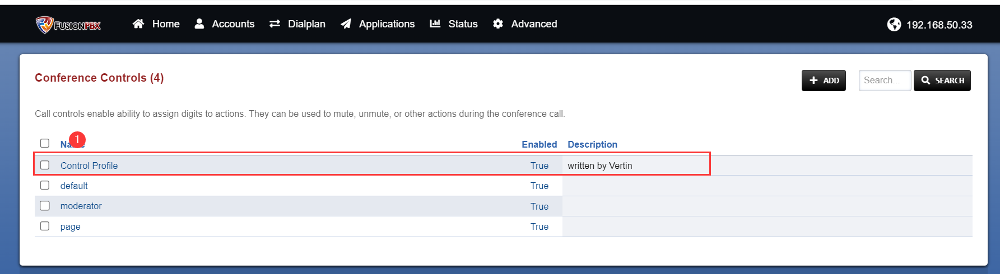 FUSIONPBX Home Accounts Dialplan Applications Status Advanced 192.168.50.33
Conference Controls (4) ADD Search... SEARCH
Call controls enable ability to assign digits to actions. They can be used to mute, unmute, or other actions during the conference call.
1
Name Enabled Description
Control Profile True written by Vertin
default True
moderator True
page True